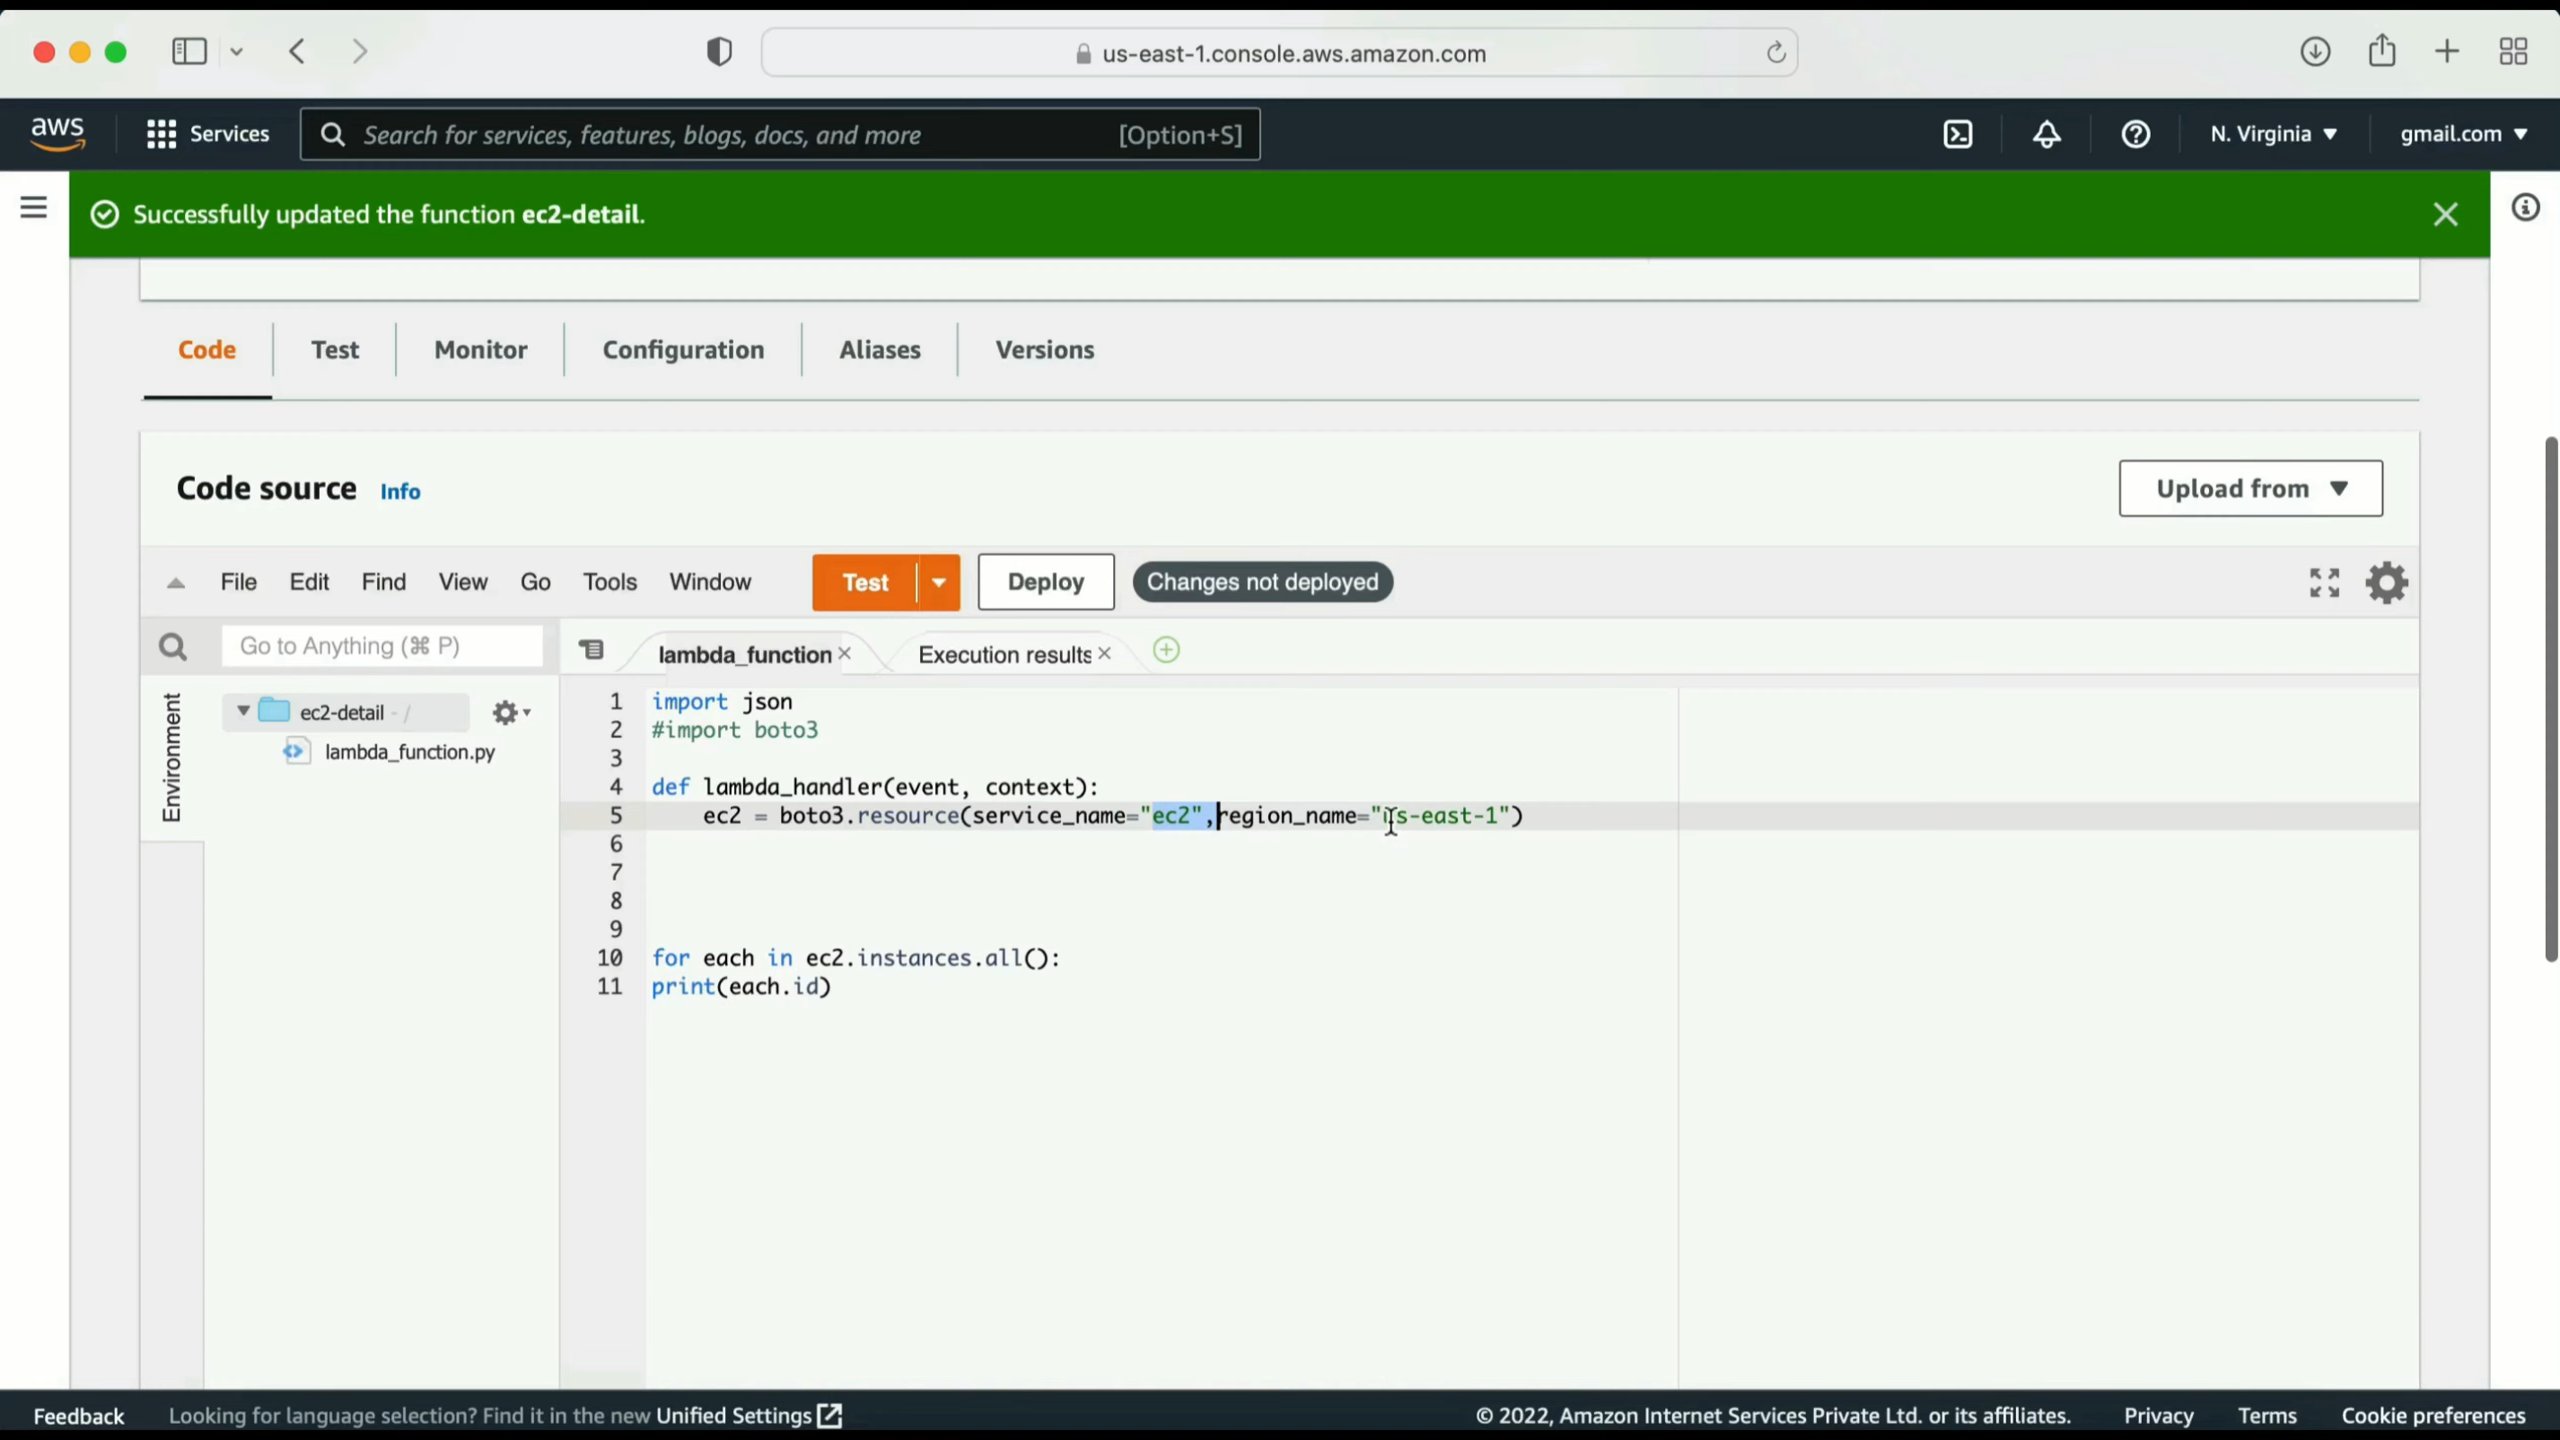 us-east-1.console.aws.amazon.com
aws
Services
Search for services, features, blogs, docs, and more
[Option+S]
N. Virginia
gmail.com
Successfully updated the function ec2-detail.
Code
Test
Monitor
Configuration
Aliases
Versions
Code source Info
Upload from
File Edit Find View Go Tools Window
Test
Deploy
Changes not deployed
Go to Anything (⌘ P)
lambda_function
Execution results
Environment
ec2-detail - /
lambda_function.py
1 import json
2 #import boto3
3
4 def lambda_handler(event, context):
5 ec2 = boto3.resource(service_name="ec2",region_name="us-east-1")
6
7
8
9
10 for each in ec2.instances.all():
11 print(each.id)
Feedback
Looking for language selection? Find it in the new Unified Settings
© 2022, Amazon Internet Services Private Ltd. or its affiliates.
Privacy
Terms
Cookie preferences